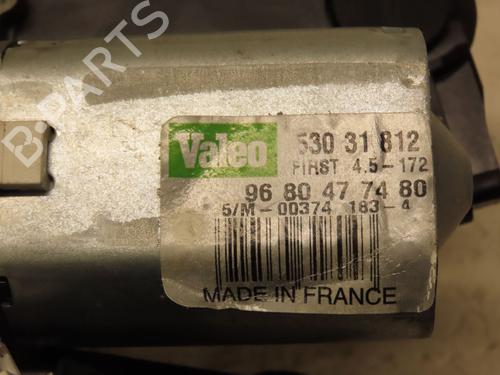 B-PARTS
Valeo
530 31 812
FIRST 4.5-172
96 80 47 74 80
5/M-00374 183-4
MADE IN FRANCE